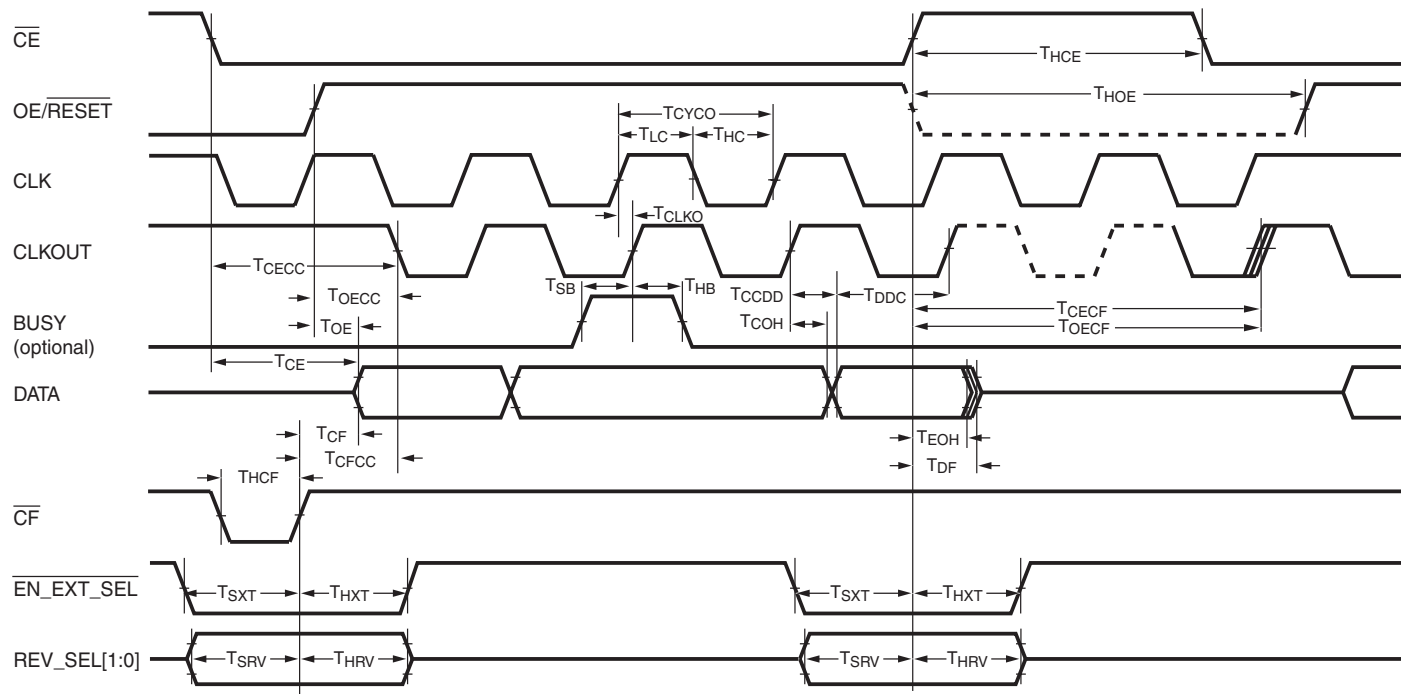 CE
THCE
OE/RESET
THOE
TCYCO
TLC
THC
CLK
TCLKO
CLKOUT
TCECC
TSB
THB
TCCDD
TDDC
TOECC
TCECF
TCOH
TOECF
TOE
BUSY
(optional)
TCE
DATA
TCF
TEOH
TCFCC
TDF
THCF
CF
EN_EXT_SEL
TSXT
THXT
TSXT
THXT
REV_SEL[1:0]
TSRV
THRV
TSRV
THRV